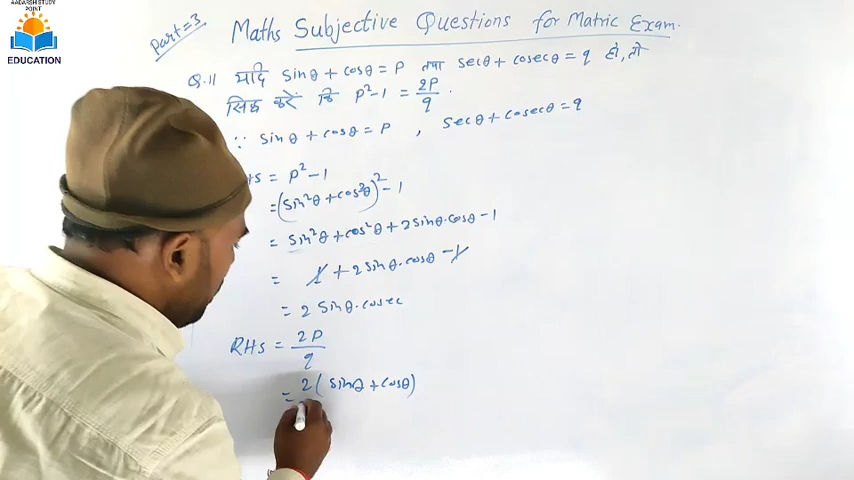 AADARSH STUDY
POINT
EDUCATION
Part=3
Maths Subjective Questions for Matric Exam.
Q.11 यदि sinθ + cosθ = P तथा secθ + cosecθ = q हो, तो
सिद्ध करें कि P²-1 = 2P/q.
∵ sinθ + cosθ = P , secθ + cosecθ = q
HS = P²-1
= (sin²θ + cos²θ)² - 1
= sin²θ + cos²θ + 2sinθ.cosθ - 1
= 1 + 2sinθ.cosθ - 1
= 2 sinθ.cosec
RHS = 2P/q
= 2(sinθ + cosθ)